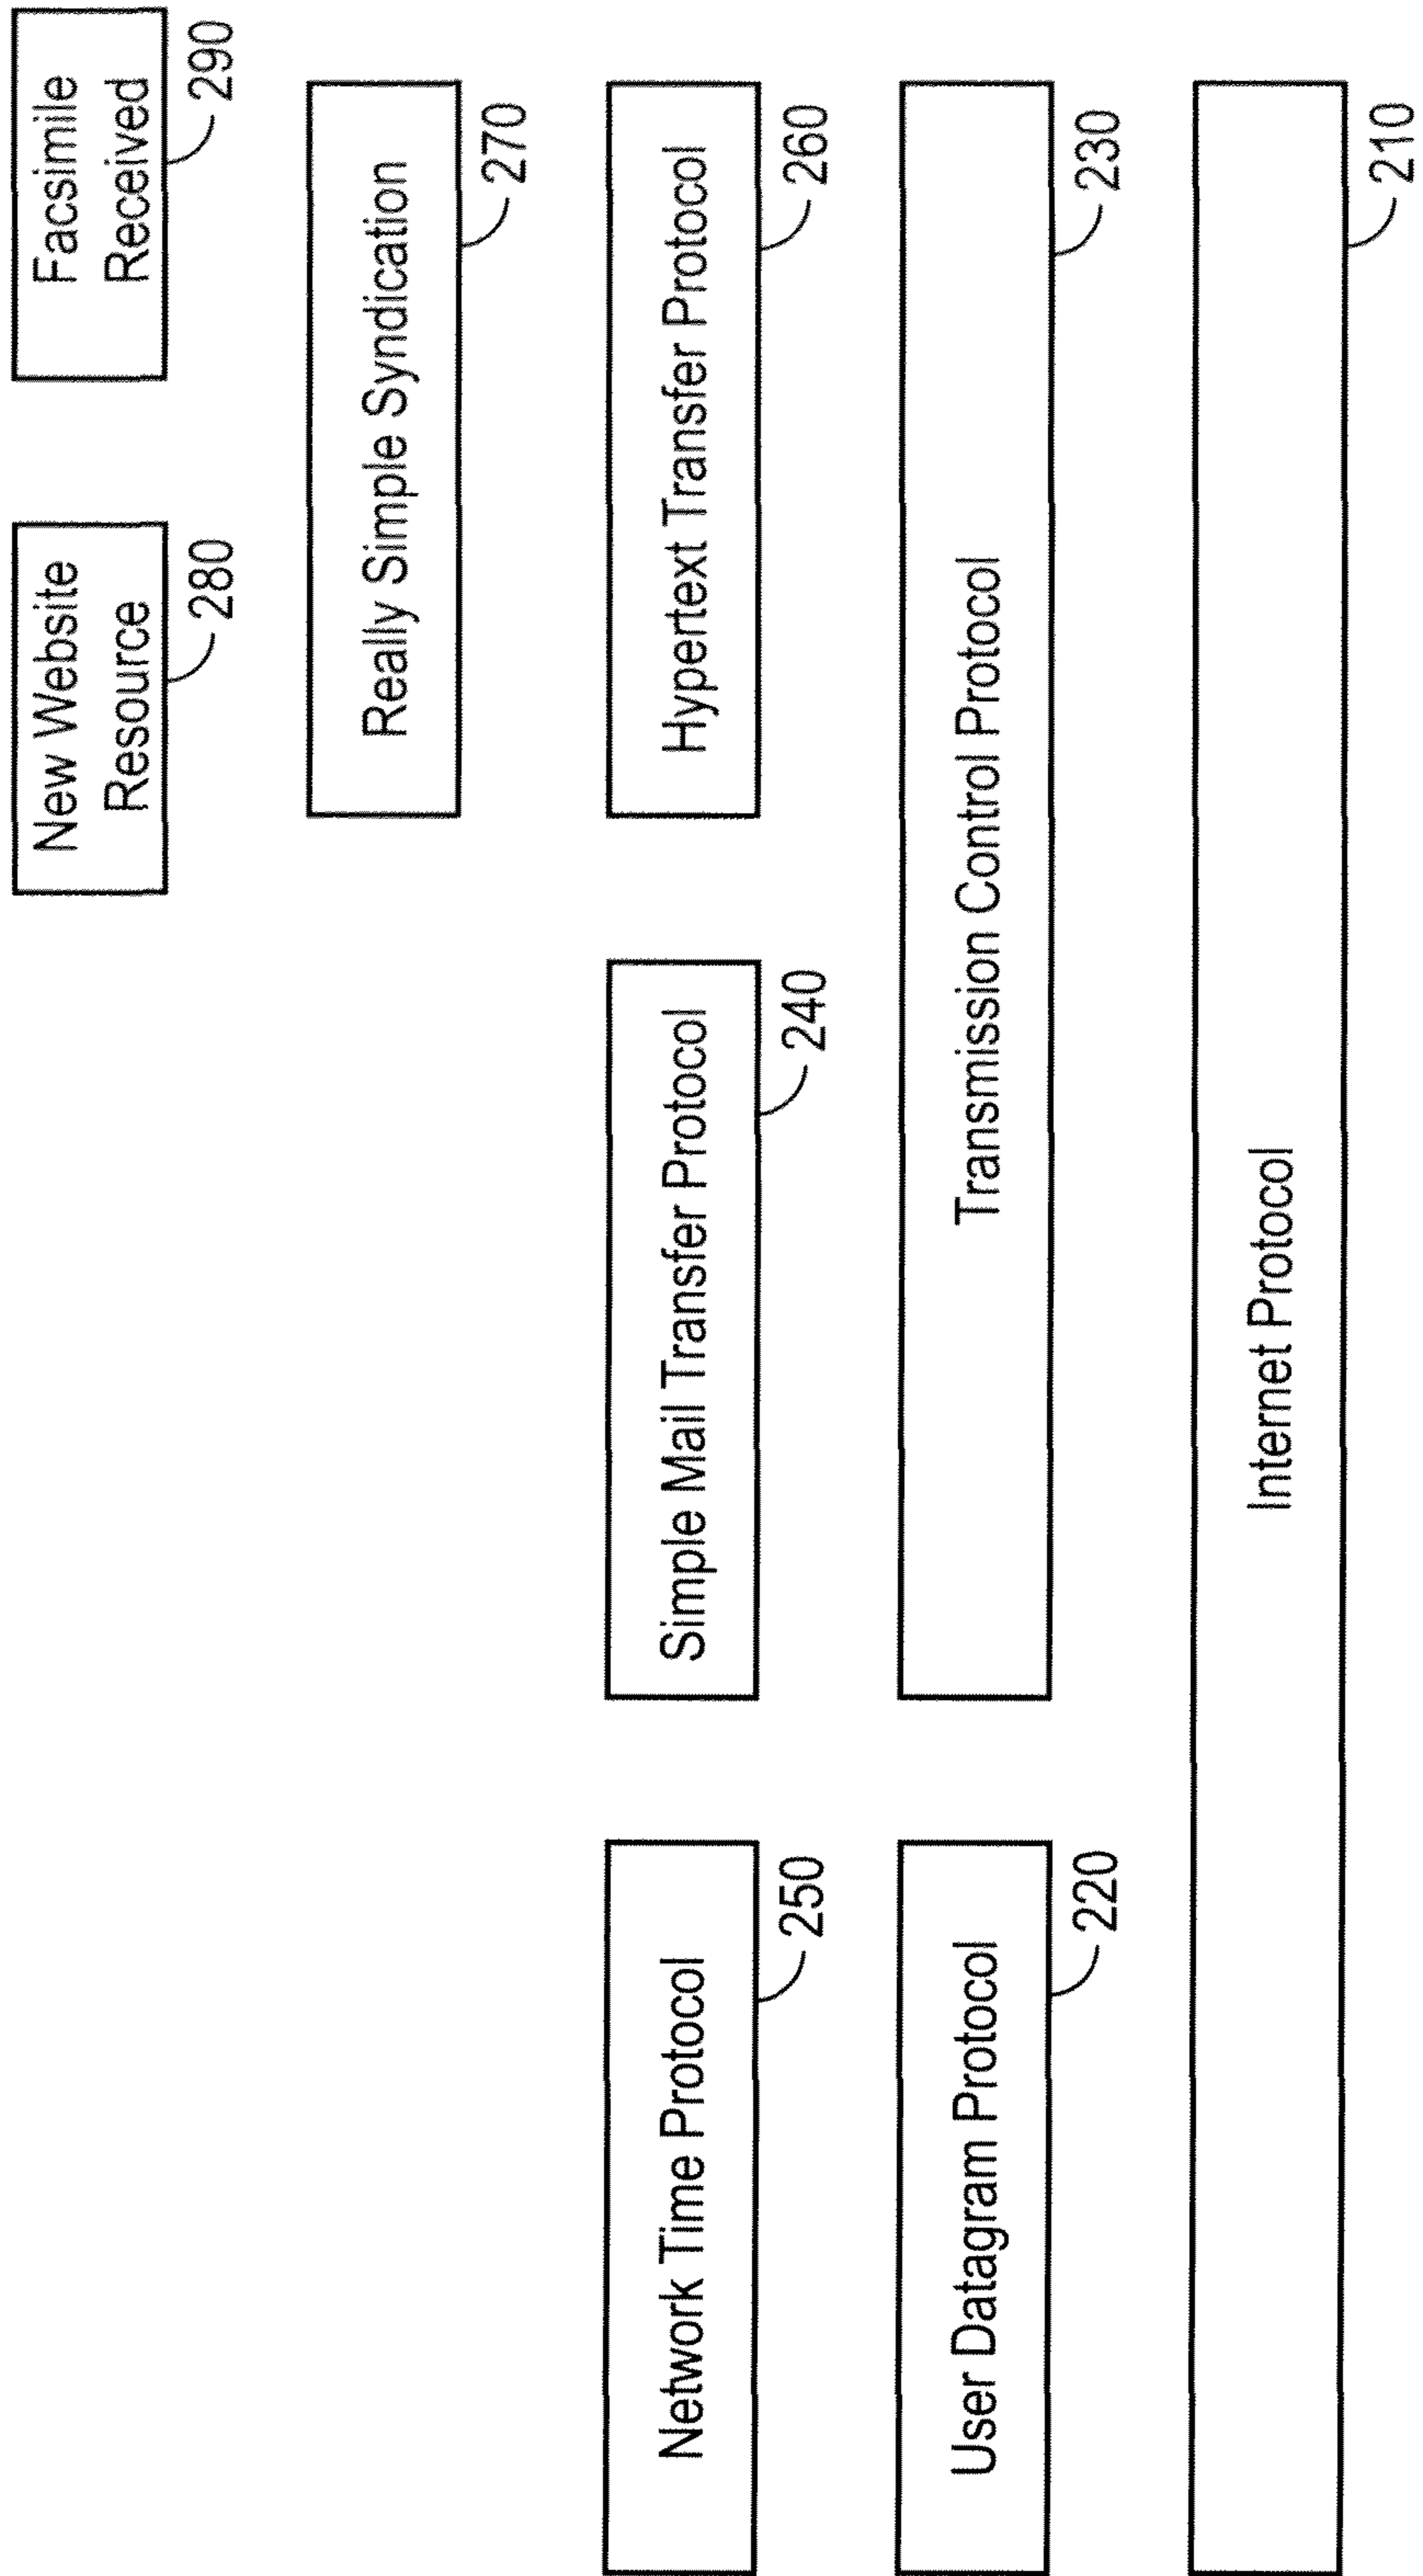 New Website
Resource
280
Facsimile
Received
290
Really Simple Syndication
270
Network Time Protocol
250
Simple Mail Transfer Protocol
240
Hypertext Transfer Protocol
260
User Datagram Protocol
220
Transmission Control Protocol
230
Internet Protocol
210